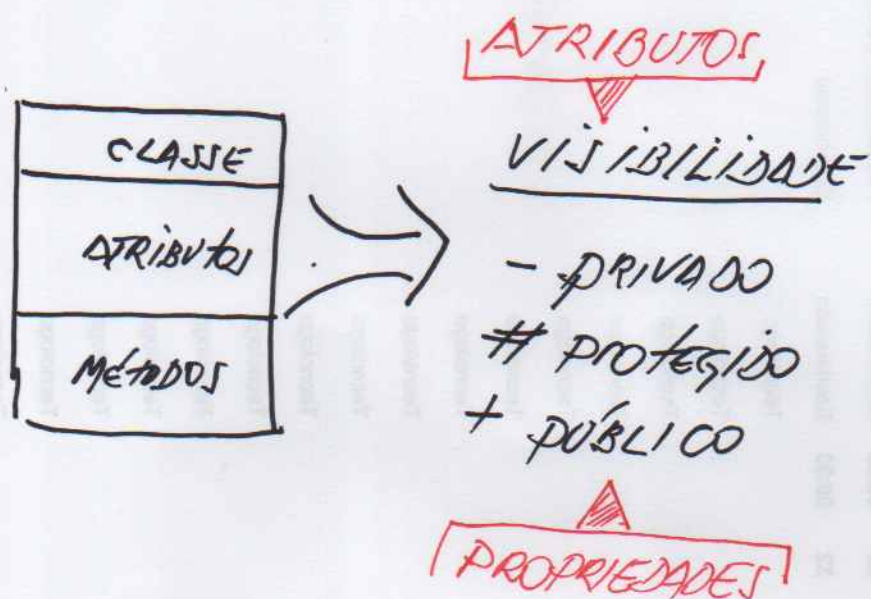 CLASSE
ATRIBUTOS
MÉTODOS
ATRIBUTOS
VISIBILIDADE
- PRIVADO
# PROTEGIDO
+ PÚBLICO
PROPRIEDADES